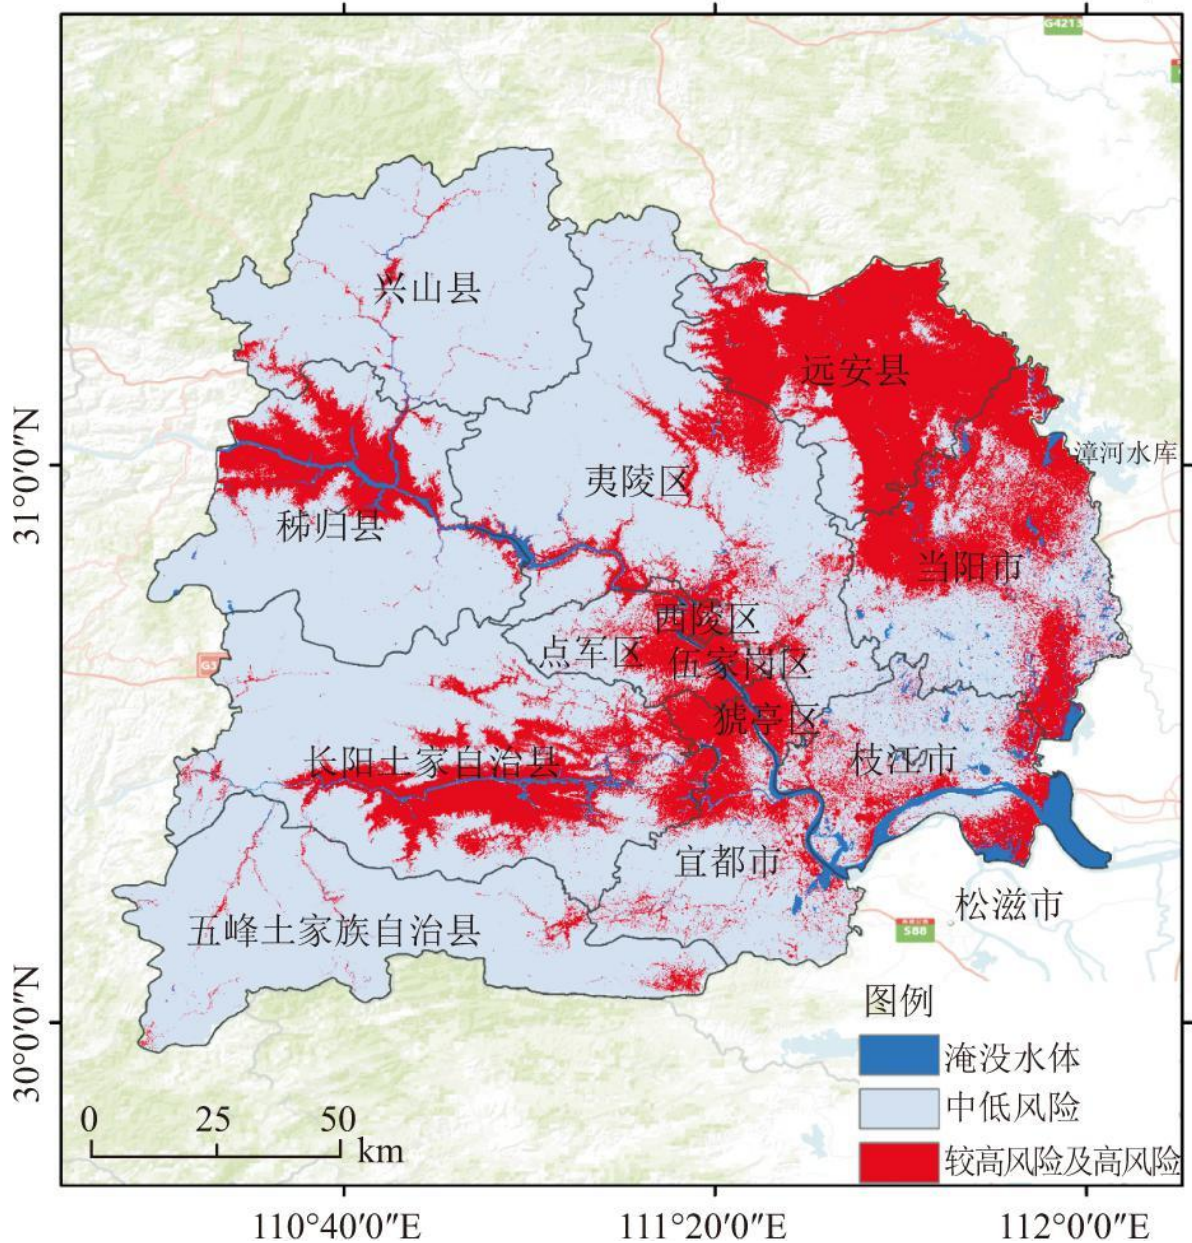 G4213
兴山县
远安县
漳河水库
夷陵区
秭归县
当阳市
西陵区
点军区
伍家岗区
G3
猇亭区
长阳土家自治县
枝江市
宜都市
松滋市
五峰土家族自治县
S88
图例
淹没水体
中低风险
较高风险及高风险
0 25 50
km
31°0′0″N
30°0′0″N
110°40′0″E
111°20′0″E
112°0′0″E